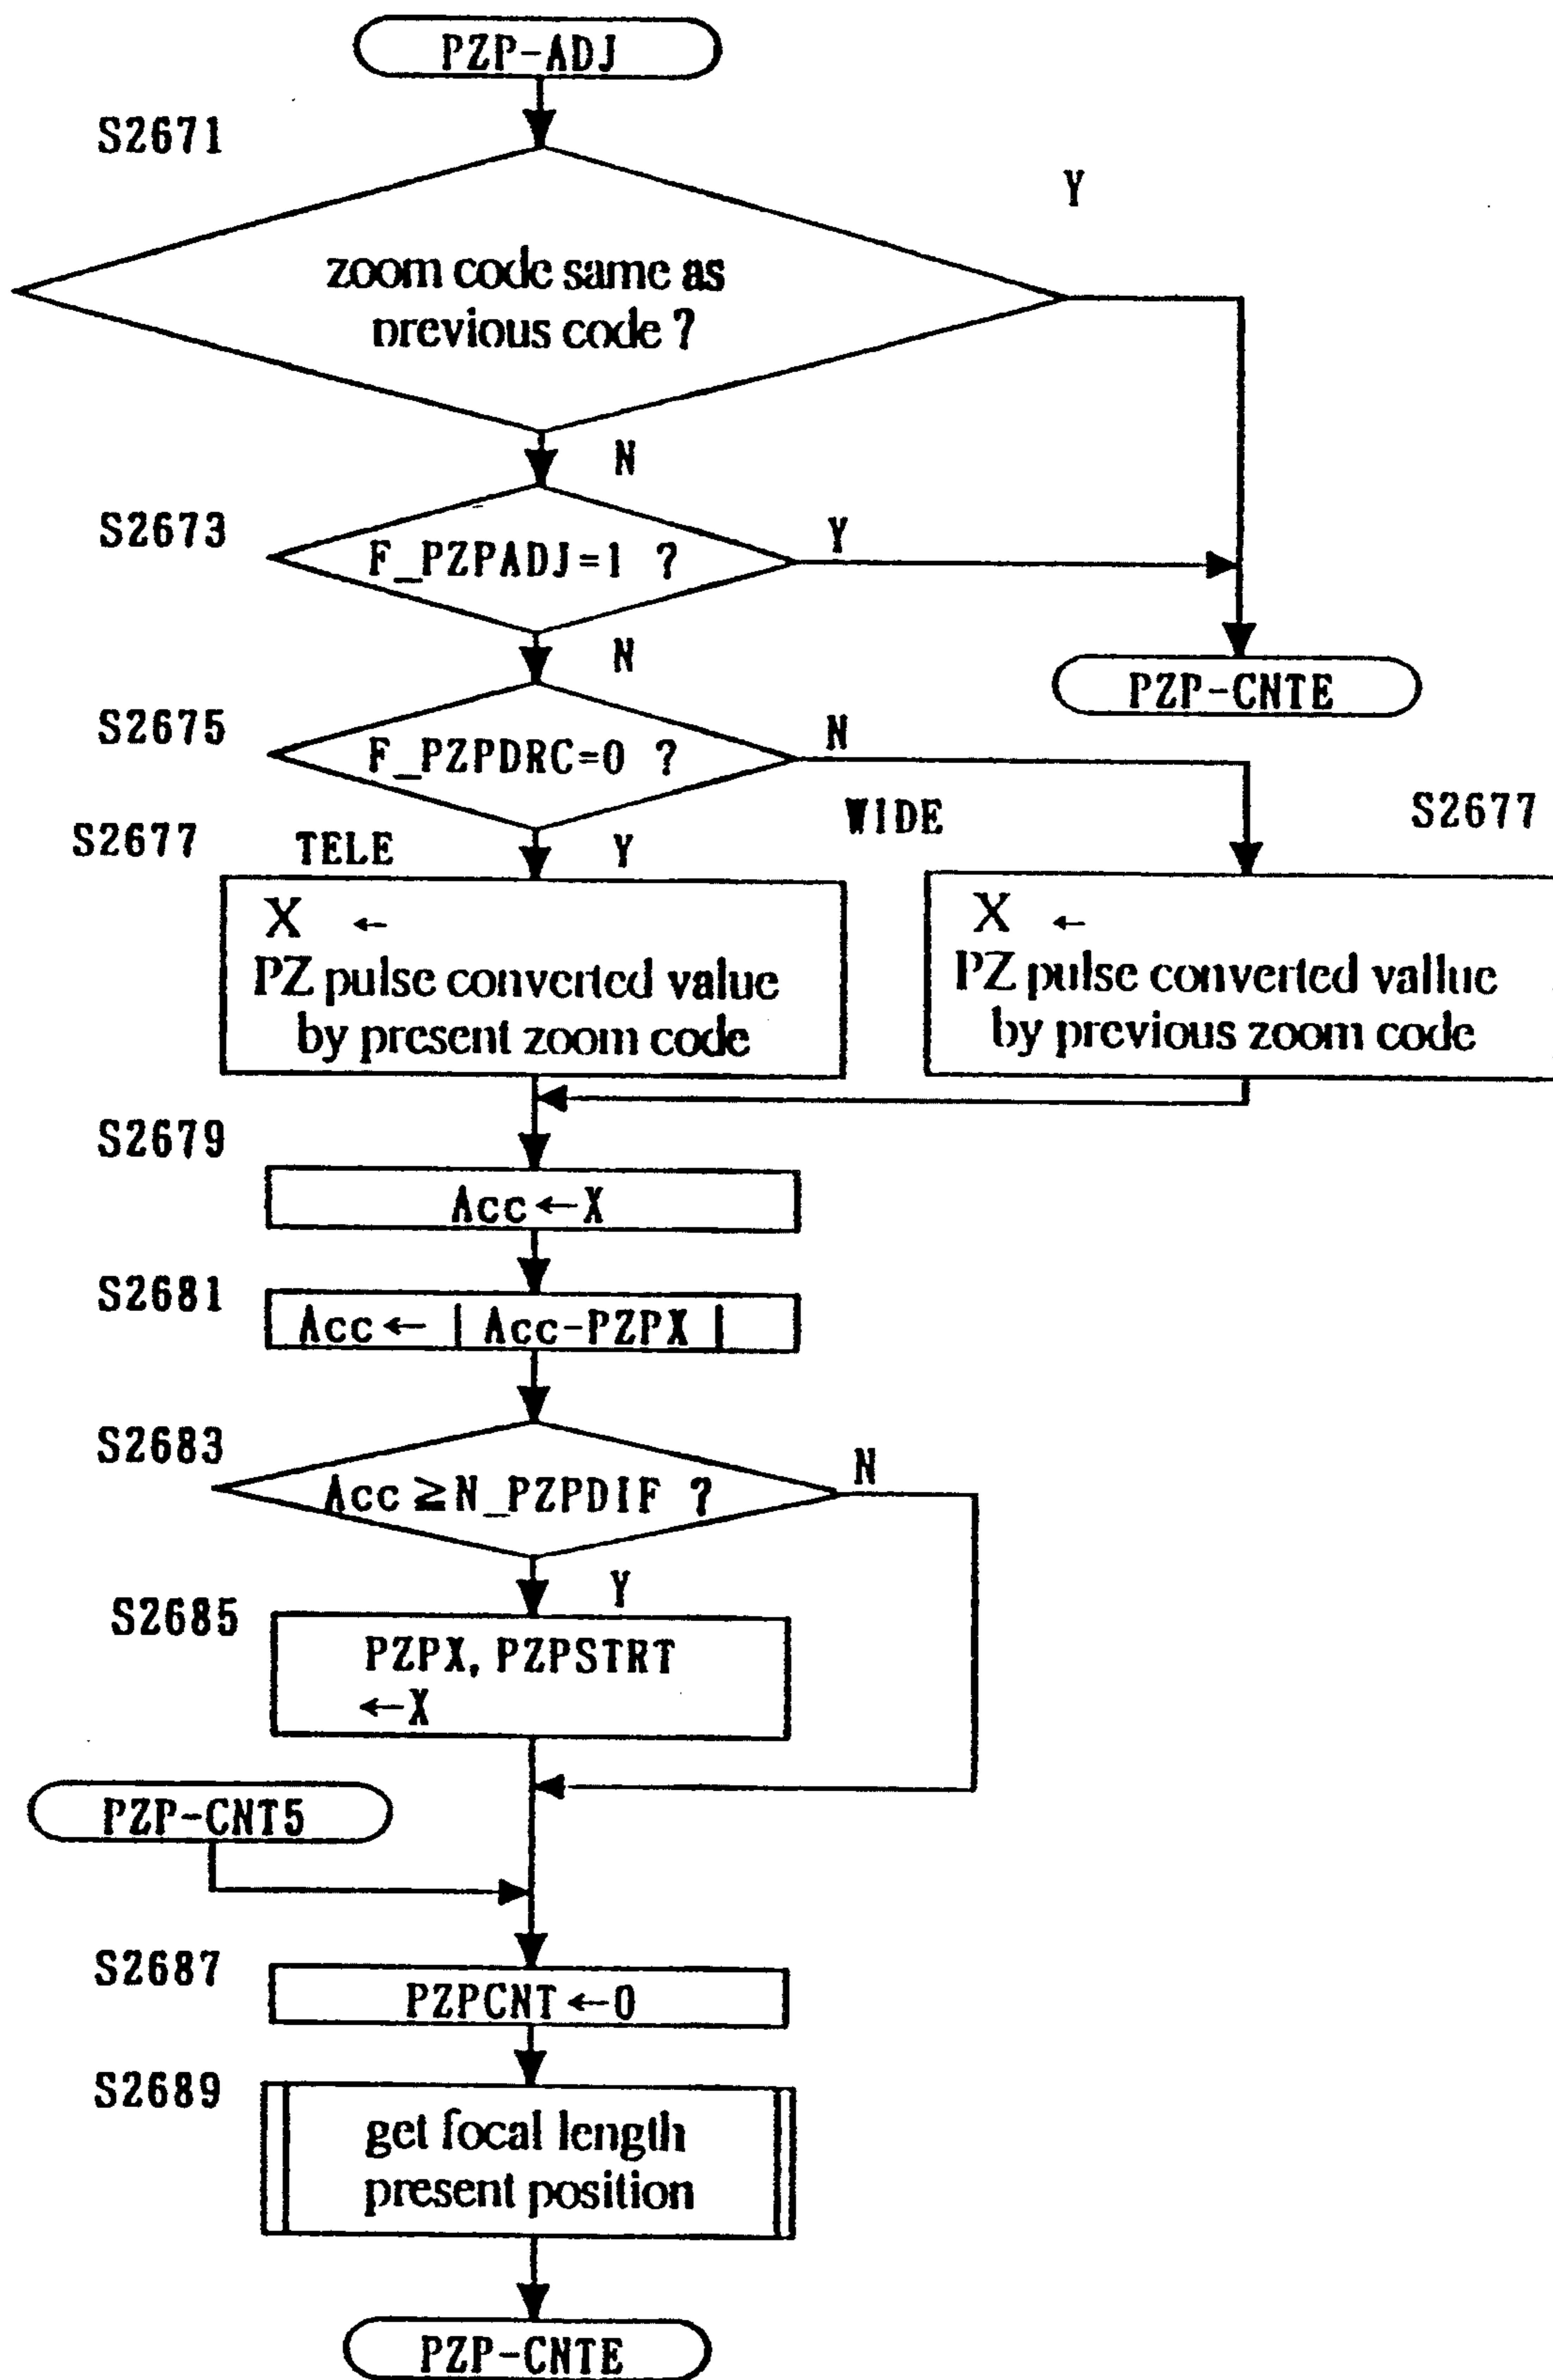 PZP-ADJ
S2671
Y
zoom code same as
previous code ?
N
S2673
F_PZPADJ=1 ?
Y
N
PZP-CNTE
S2675
F_PZPDRC=0 ?
N
S2677
TELE
Y
WIDE
S2677
X ←
PZ pulse converted value
by present zoom code
X ←
PZ pulse converted vallue
by previous zoom code
S2679
Acc←X
S2681
Acc← | Acc-PZPX |
S2683
Acc≧N_PZPDIF ?
N
Y
S2685
PZPX, PZPSTRT
←X
PZP-CNT5
S2687
PZPCNT←0
S2689
get focal length
present position
PZP-CNTE